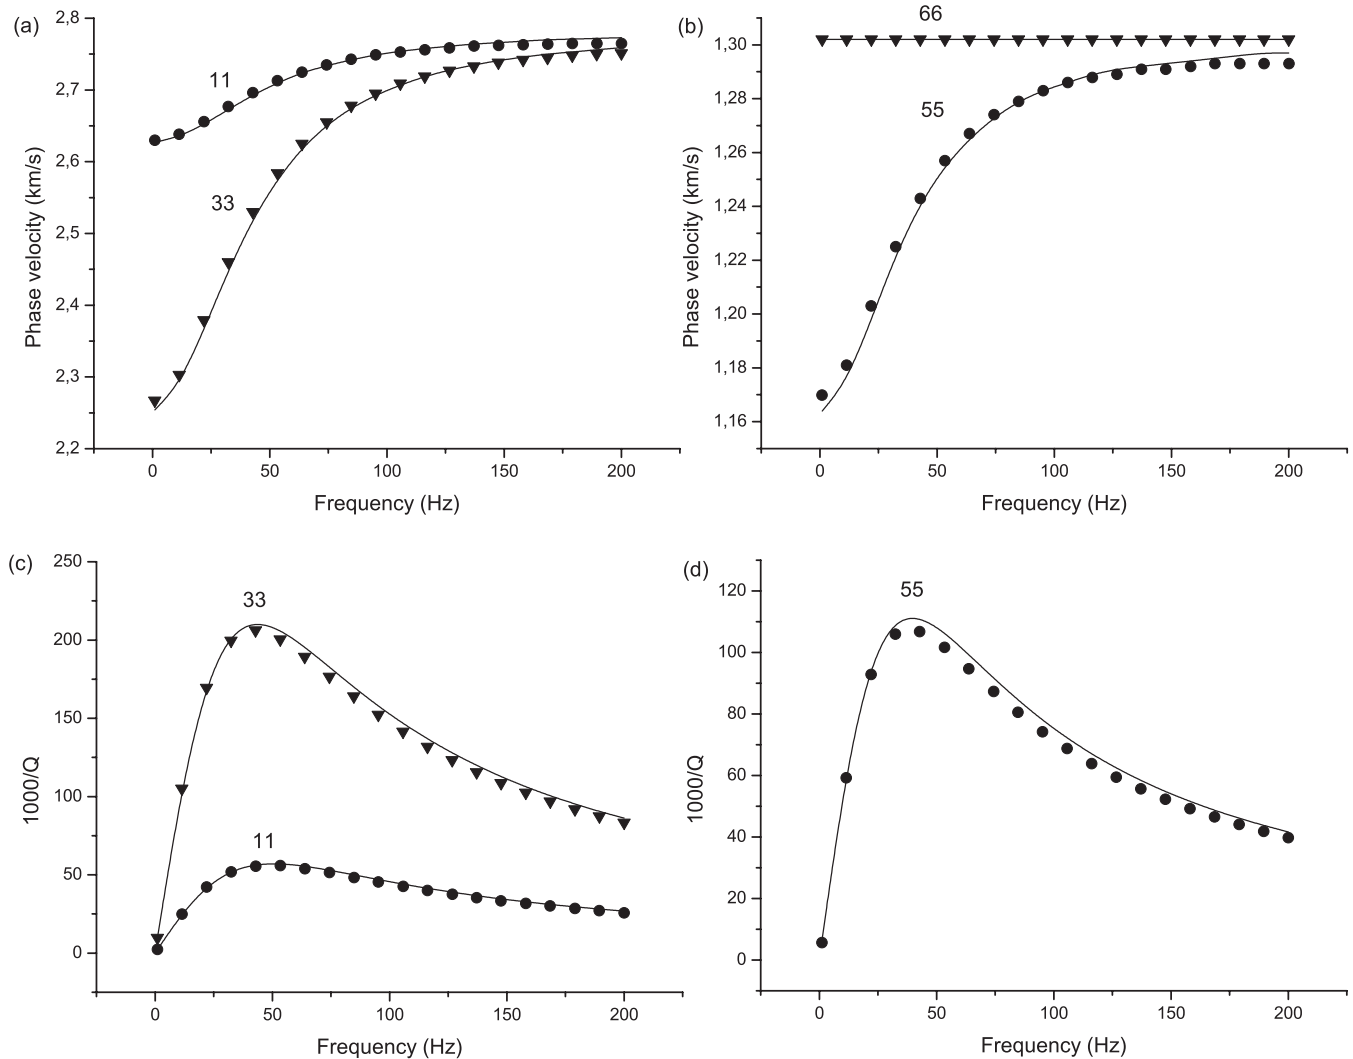 (a)
2,8
2,7
2,6
2,5
2,4
2,3
2,2
Phase velocity (km/s)
11
33
0 50 100 150 200
Frequency (Hz)
(b)
1,30
1,28
1,26
1,24
1,22
1,20
1,18
1,16
Phase velocity (km/s)
66
55
0 50 100 150 200
Frequency (Hz)
(c)
250
200
150
100
50
0
1000/Q
33
11
0 50 100 150 200
Frequency (Hz)
(d)
120
100
80
60
40
20
0
1000/Q
55
0 50 100 150 200
Frequency (Hz)